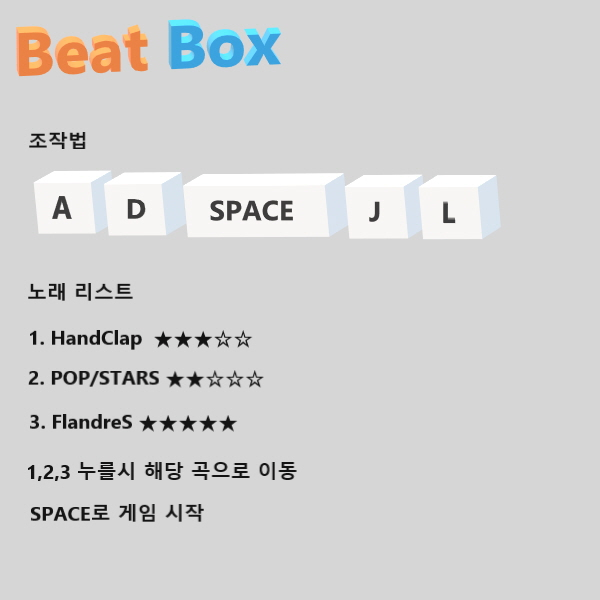 Beat Box
조작법
A D SPACE J L
노래 리스트
1. HandClap ★★★☆☆
2. POP/STARS ★★☆☆☆
3. FlandreS ★★★★★
1,2,3 누를시 해당 곡으로 이동
SPACE로 게임 시작